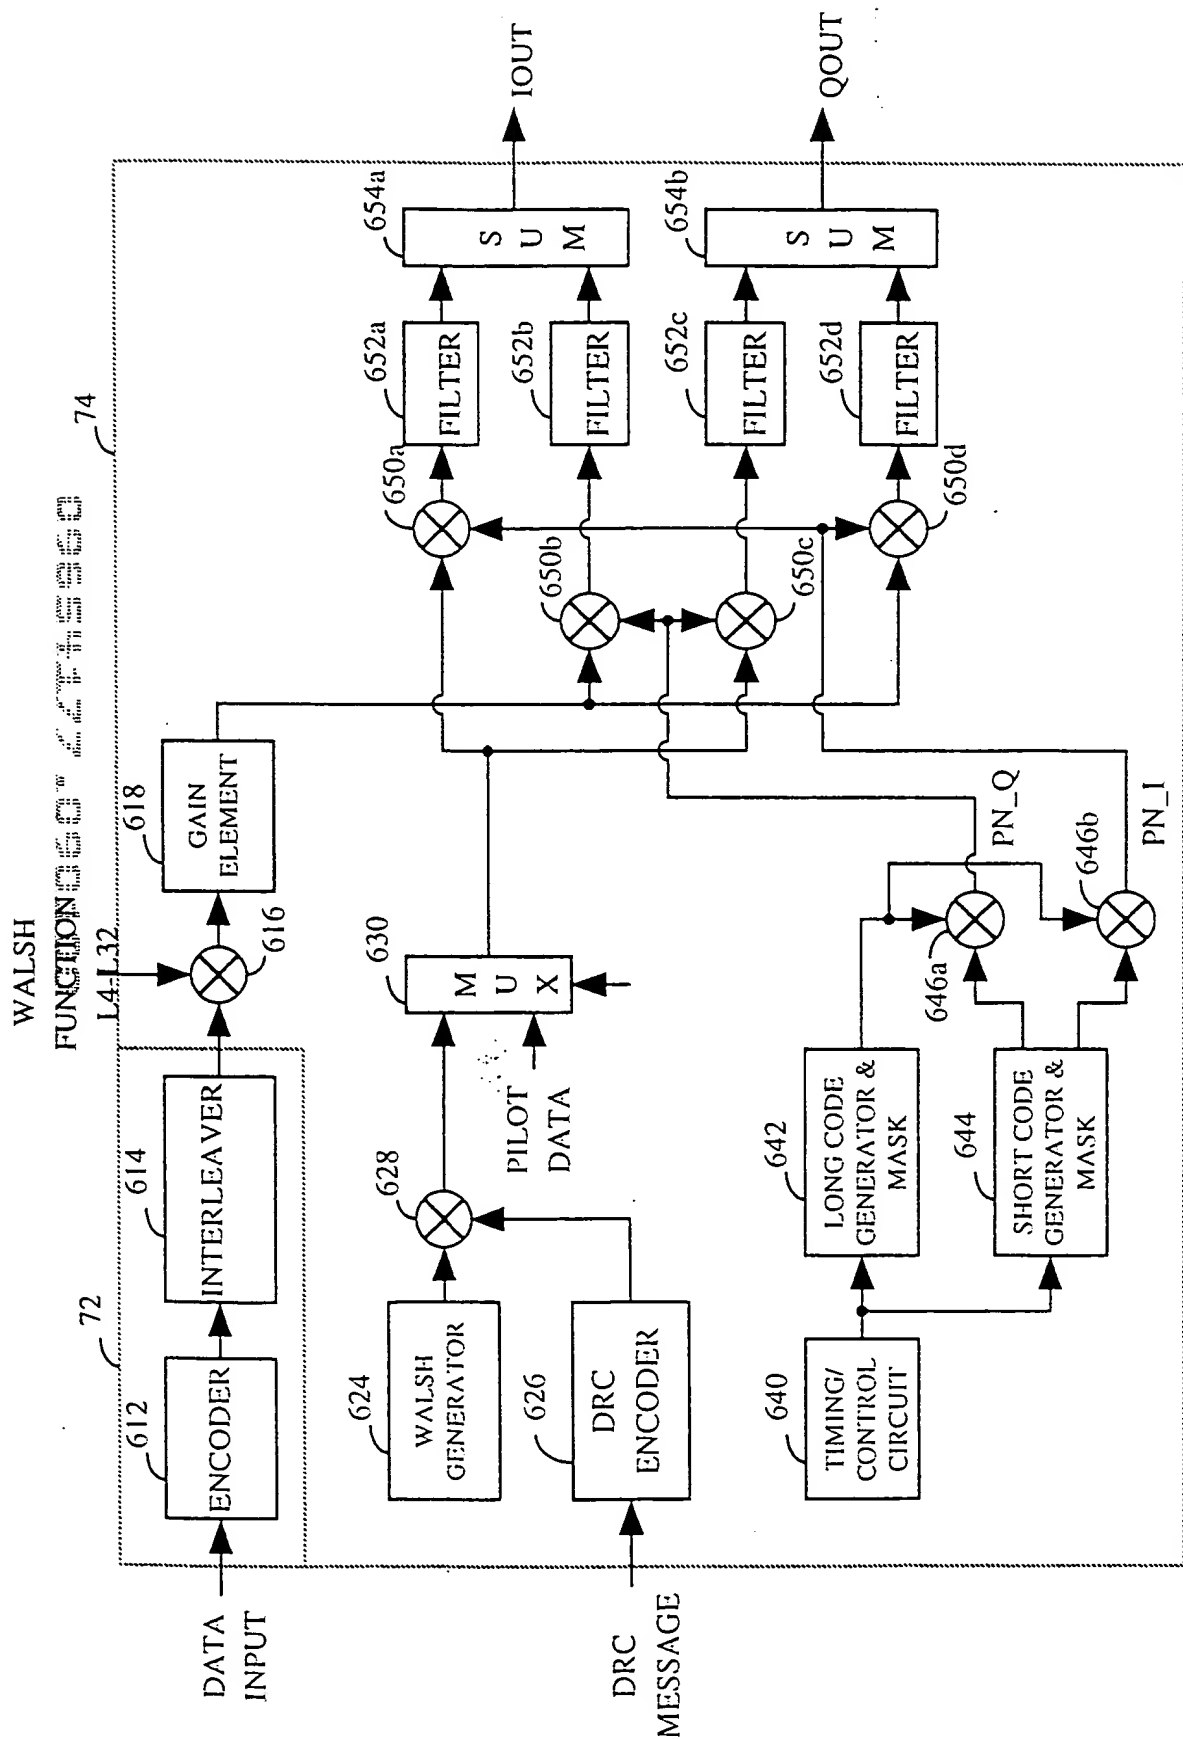 WALSH
FUNCTION
L4-L32
74
72
612
ENCODER
614
INTERLEAVER
616
618
GAIN
ELEMENT
DATA
INPUT
624
WALSH
GENERATOR
628
626
DRC
ENCODER
DRC
MESSAGE
630
M
U
X
PILOT
DATA
640
TIMING/
CONTROL
CIRCUIT
642
LONG CODE
GENERATOR &
MASK
644
SHORT CODE
GENERATOR &
MASK
646a
646b
PN_Q
PN_I
650a
650b
650c
650d
652a
FILTER
652b
FILTER
652c
FILTER
652d
FILTER
654a
S
U
M
654b
S
U
M
IOUT
QOUT